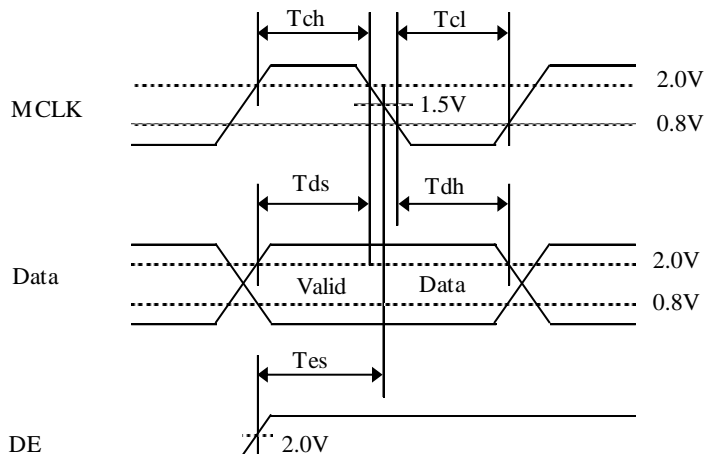 Tch Tcl
MCLK 2.0V
1.5V
0.8V
Tds Tdh
Data 2.0V
Valid Data
0.8V
Tes
DE 2.0V